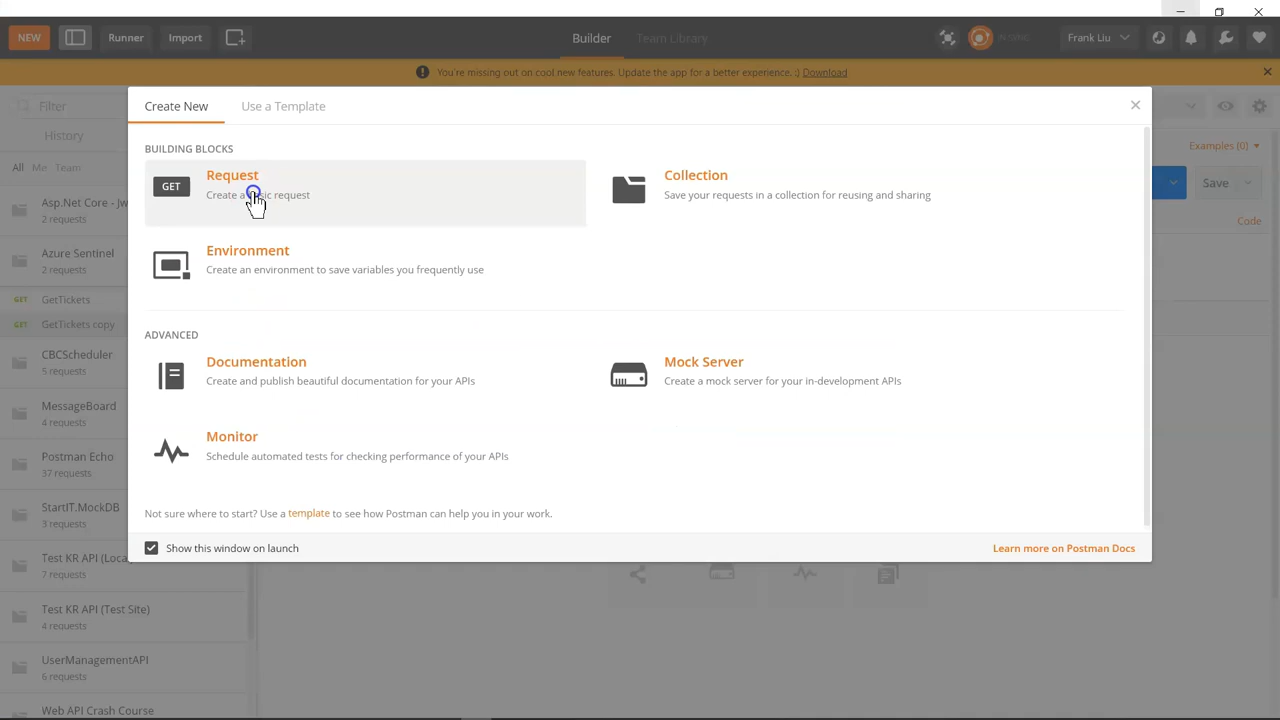 NEW Runner Import Builder Team Library IN SYNC Frank Liu
You're missing out on cool new features. Update the app for a better experience. :) Download
Filter
Create New Use a Template
History
Examples (0)
BUILDING BLOCKS
All Me Team
GET Request
Create a basic request
Collection
Save your requests in a collection for reusing and sharing
Save
Asp.Net Core - Jw
2 requests
Code
Environment
Create an environment to save variables you frequently use
Azure Sentinel
2 requests
GET GetTickets
GET GetTickets copy
ADVANCED
Documentation
Create and publish beautiful documentation for your APIs
Mock Server
Create a mock server for your in-development APIs
CBCScheduler
5 requests
MessageBoard
4 requests
Monitor
Schedule automated tests for checking performance of your APIs
Postman Echo
37 requests
Not sure where to start? Use a template to see how Postman can help you in your work.
StartIT.MockDB
3 requests
Show this window on launch
Learn more on Postman Docs
Test KR API (Loca
7 requests
Test KR API (Test Site)
4 requests
UserManagementAPI
6 requests
Web API Crash Course